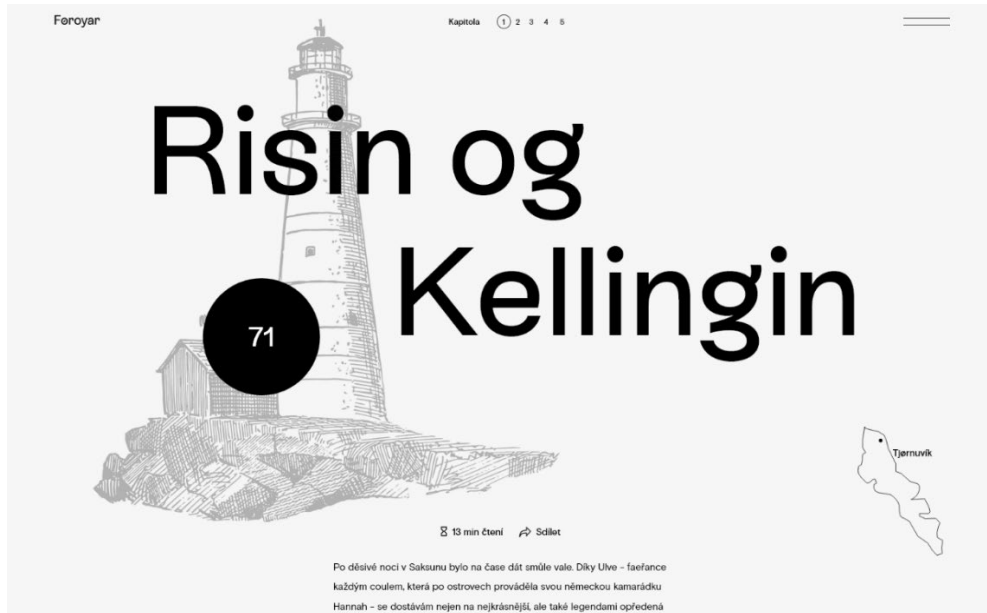 Føroyar
Kapitola 1 2 3 4 5
Risin og
Kellingin
71
Tjørnuvík
13 min čtení Sdílet
Po děsivé noci v Saksunu bylo na čase dát smůle vale. Díky Ulve – faeřance
každým coulem, která po ostrovech prováděla svou německou kamarádku
Hannah – se dostávám nejen na nejkrásnější, ale také legendami opředená